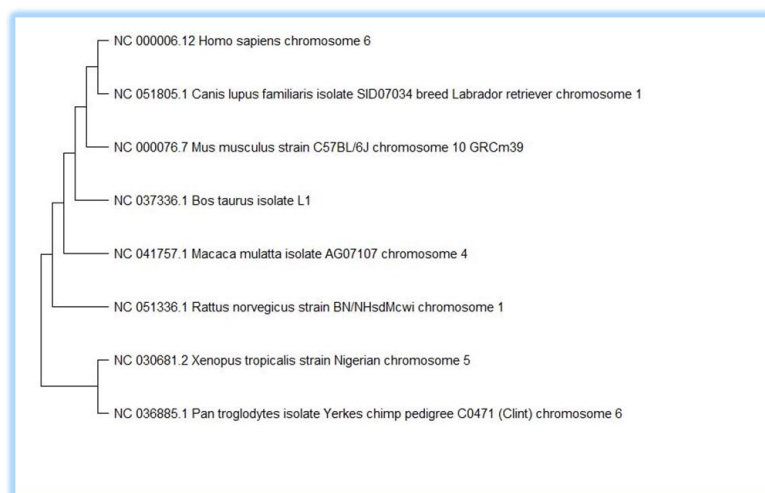 NC 000006.12 Homo sapiens chromosome 6
NC 051805.1 Canis lupus familiaris isolate SID07034 breed Labrador retriever chromosome 1
NC 000076.7 Mus musculus strain C57BL/6J chromosome 10 GRCm39
NC 037336.1 Bos taurus isolate L1
NC 041757.1 Macaca mulatta isolate AG07107 chromosome 4
NC 051336.1 Rattus norvegicus strain BN/NHsdMcwi chromosome 1
NC 030681.2 Xenopus tropicalis strain Nigerian chromosome 5
NC 036885.1 Pan troglodytes isolate Yerkes chimp pedigree C0471 (Clint) chromosome 6